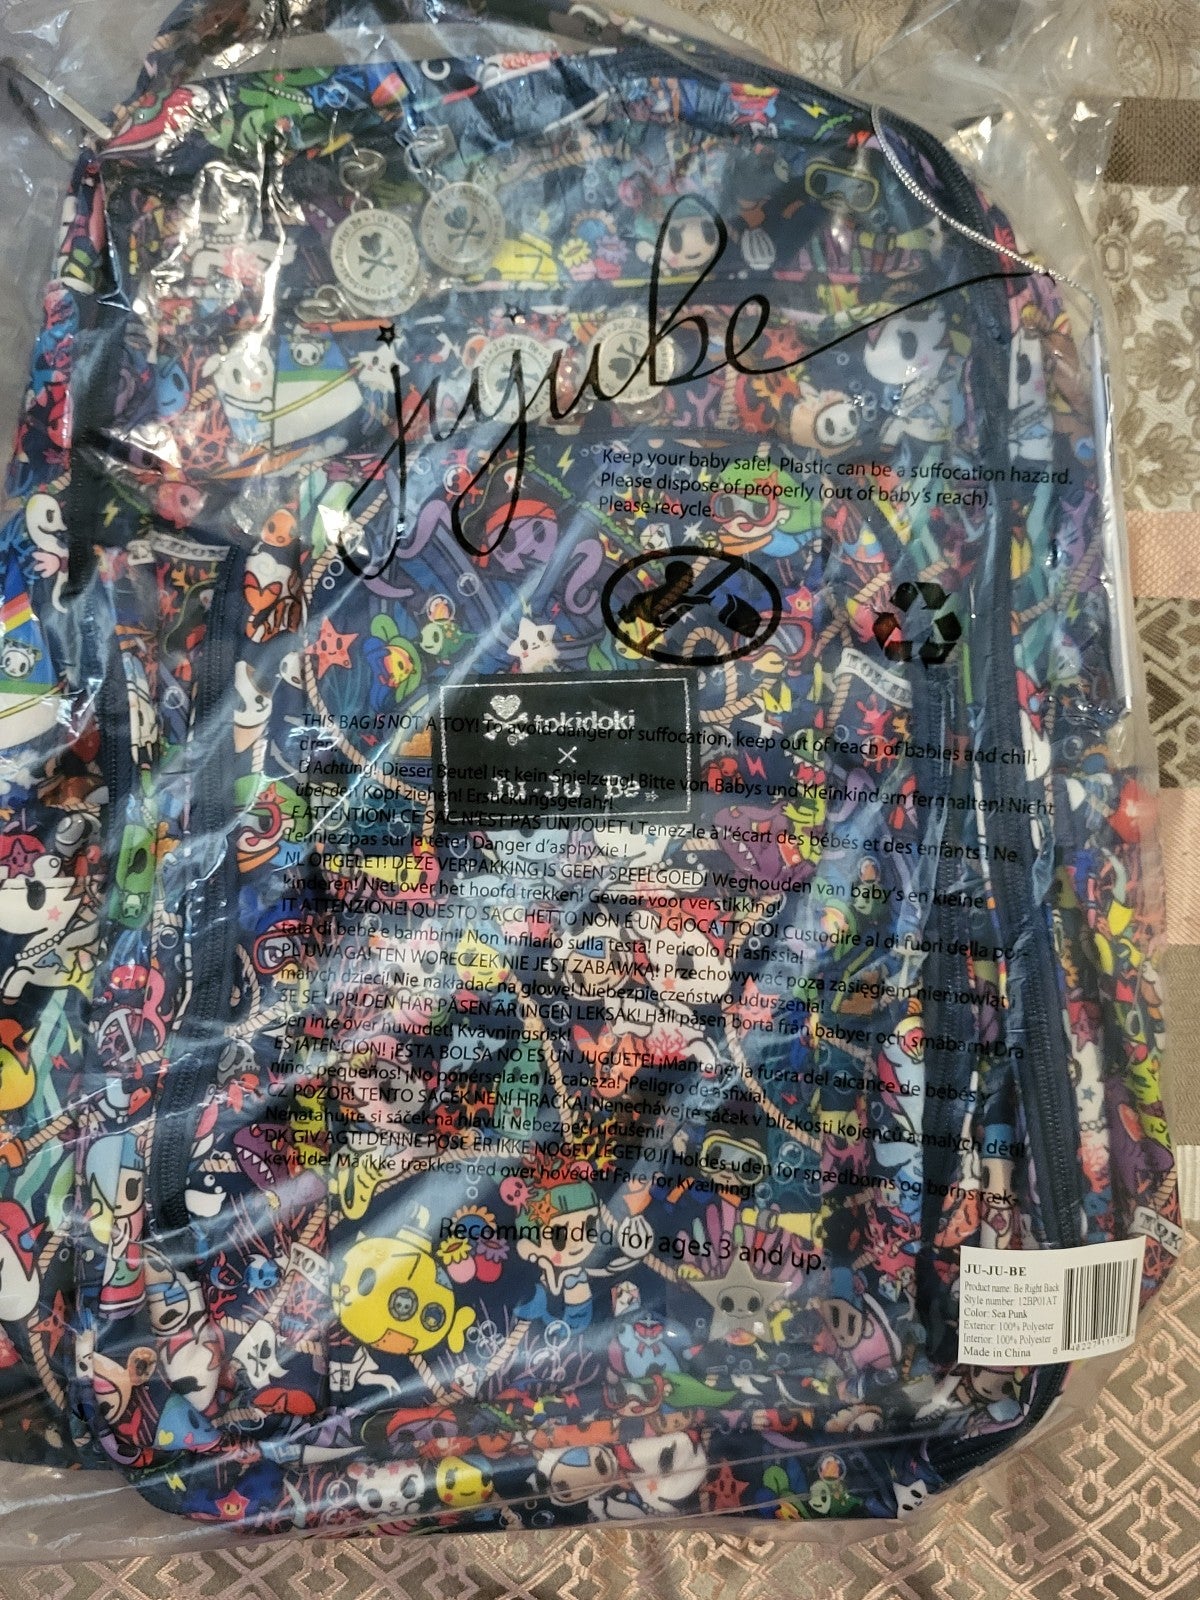 jujube
Keep your baby safe! Plastic can be a suffocation hazard.
Please dispose of properly (out of baby's reach).
Please recycle.
tokidoki
x
Ju-Ju-Be
THIS BAG IS NOT A TOY! To avoid danger of suffocation, keep out of reach of babies and chil-
dren.
D Achtung! Dieser Beutel ist kein Spielzeug! Bitte von Babys und Kleinkindern fernhalten! Nicht
über den Kopf ziehen! Erstickungsgefahr!
F ATTENTION! CE SAC N'EST PAS UN JOUET ! Tenez-le à l'écart des bébés et des enfants ! Ne
l'enfilez pas sur la tête ! Danger d'asphyxie !
NL OPGELET! DEZE VERPAKKING IS GEEN SPEELGOED! Weghouden van baby's en kleine
kinderen! Niet over het hoofd trekken! Gevaar voor verstikking!
IT ATTENZIONE! QUESTO SACCHETTO NON È UN GIOCATTOLO! Custodire al di fuori della por-
tata di bebè e bambini! Non infilarlo sulla testa! Pericolo di asfissia!
PL UWAGA! TEN WORECZEK NIE JEST ZABAWKĄ! Przechowywać poza zasięgiem niemowląt i
małych dzieci! Nie nakładać na głowę! Niebezpieczeństwo uduszenia!
SE SE UPP! DEN HÄR PÅSEN ÄR INGEN LEKSAK! Håll påsen borta från babyer och småbarn! Dra
den inte över huvudet! Kvävningsrisk!
ES ¡ATENCIÓN! ¡ESTA BOLSA NO ES UN JUGUETE! ¡Mantenerla fuera del alcance de bebés y
niños pequeños! ¡No ponérsela en la cabeza! ¡Peligro de asfixia!
CZ POZOR! TENTO SÁČEK NENÍ HRAČKA! Nenechávejte sáček v blízkosti kojenců a malých dětí!
Nenatahujte si sáček na hlavu! Nebezpečí udušení!
DK GIV AGT! DENNE POSE ER IKKE NOGET LEGETØJ! Holdes uden for spædbørns og børns ræk-
kevidde! Må ikke trækkes ned over hovedet! Fare for kvælning!
Recommended for ages 3 and up.
JU-JU-BE
Product name: Be Right Back
Style number: 12BP01AT
Color: Sea Punk
Exterior: 100% Polyester
Interior: 100% Polyester
Made in China